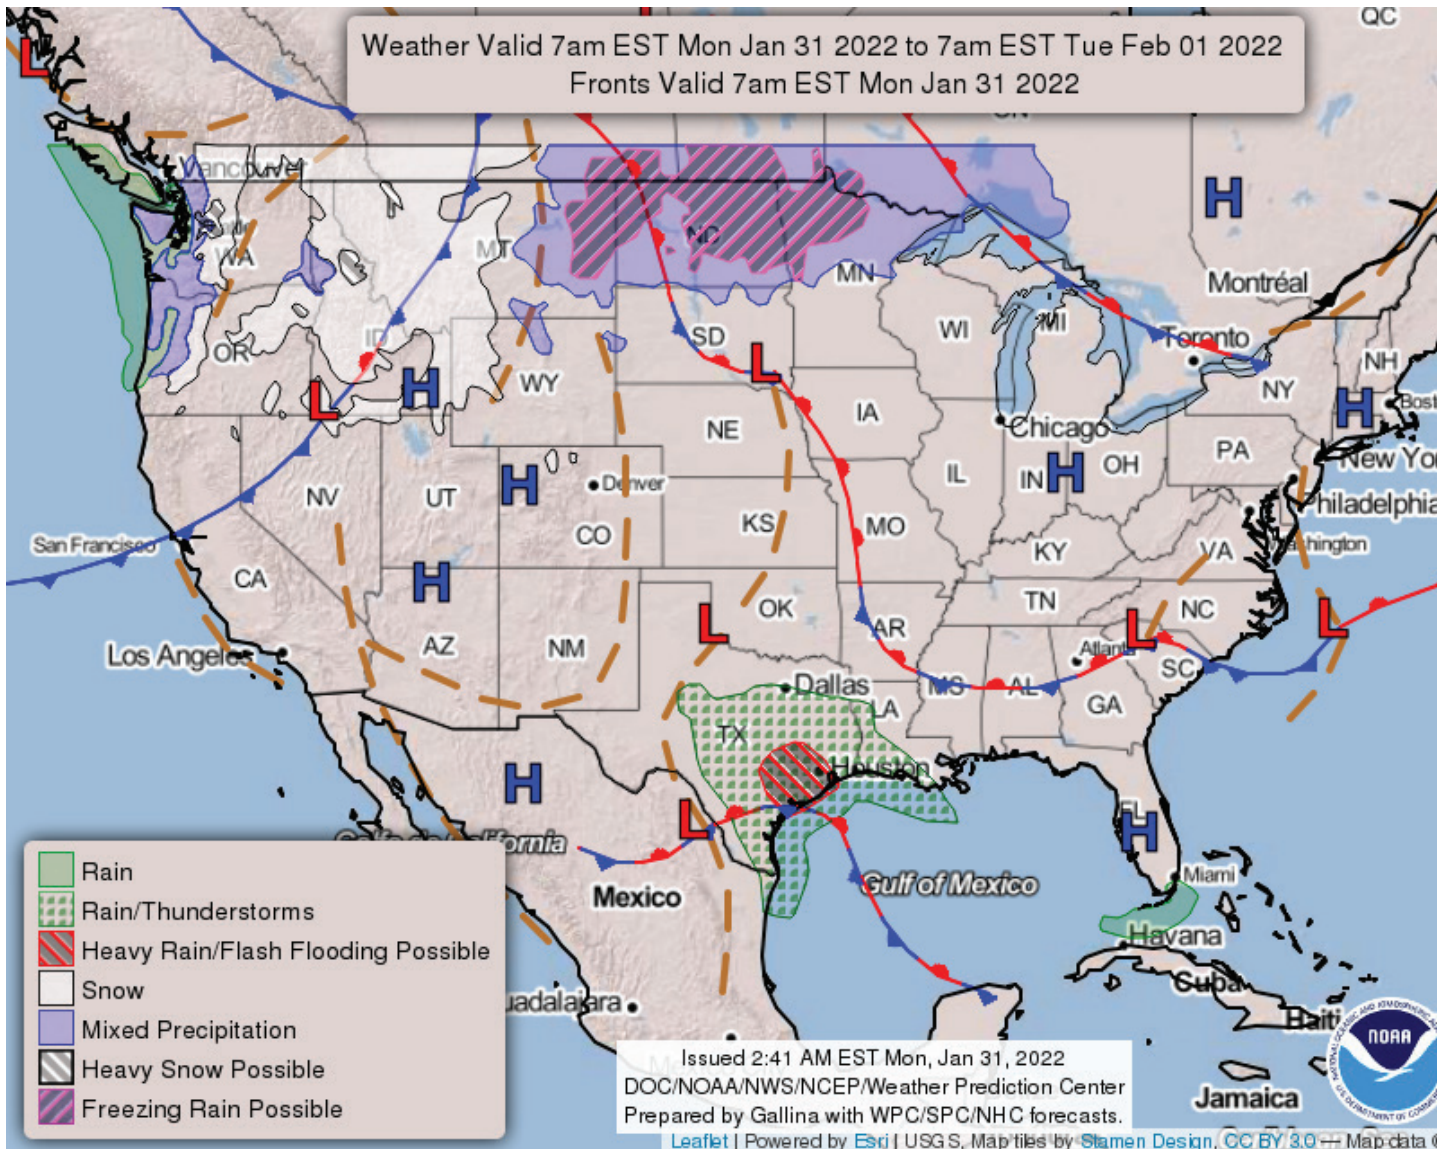 QC
Weather Valid 7am EST Mon Jan 31 2022 to 7am EST Tue Feb 01 2022
Fronts Valid 7am EST Mon Jan 31 2022
L
Vancouver
H
WA
MT
ND
MN
Montréal
OR
ID
SD
WI
MI
Toronto
NH
L
H
WY
L
IA
NY
H
Bost
NE
Chicago
PA
New Yo
NV
UT
H
Denver
IL
IN
H
OH
Philadelphia
San Francisco
CO
KS
MO
KY
VA
CA
H
L
OK
TN
NC
L
Los Angeles
AZ
NM
AR
Atlanta
L
SC
Dallas
LA
MS
AL
GA
TX
Houston
H
L
FL
H
Mexico
Gulf of Mexico
Miami
Havana
Cuba
Haiti
Jamaica
Rain
Rain/Thunderstorms
Heavy Rain/Flash Flooding Possible
Snow
Mixed Precipitation
Heavy Snow Possible
Freezing Rain Possible
uadalajara
Issued 2:41 AM EST Mon, Jan 31, 2022
DOC/NOAA/NWS/NCEP/Weather Prediction Center
Prepared by Gallina with WPC/SPC/NHC forecasts.
NOAA
Leaflet | Powered by Esri | USGS, Map tiles by Stamen Design, CC BY 3.0 — Map data ©